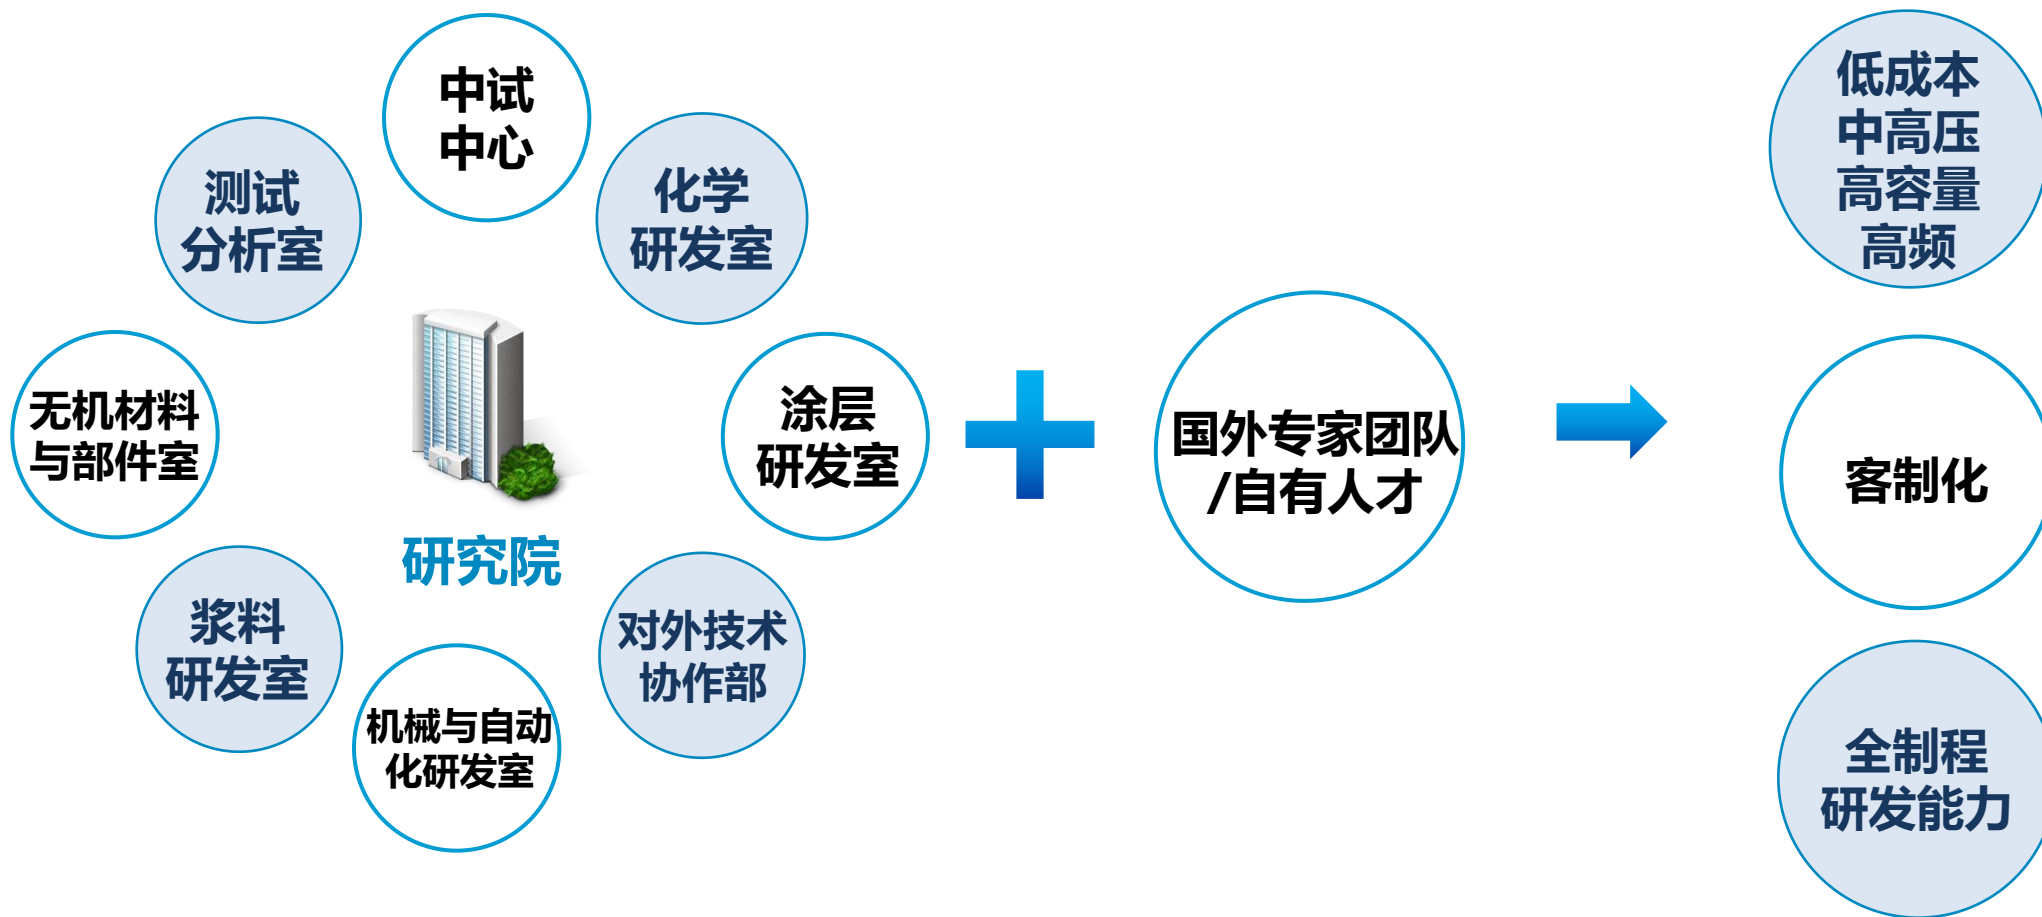 中试
中心
测试
分析室
化学
研发室
无机材料
与部件室
涂层
研发室
研究院
浆料
研发室
对外技术
协作部
机械与自动
化研发室
国外专家团队
/自有人才
低成本
中高压
高容量
高频
客制化
全制程
研发能力